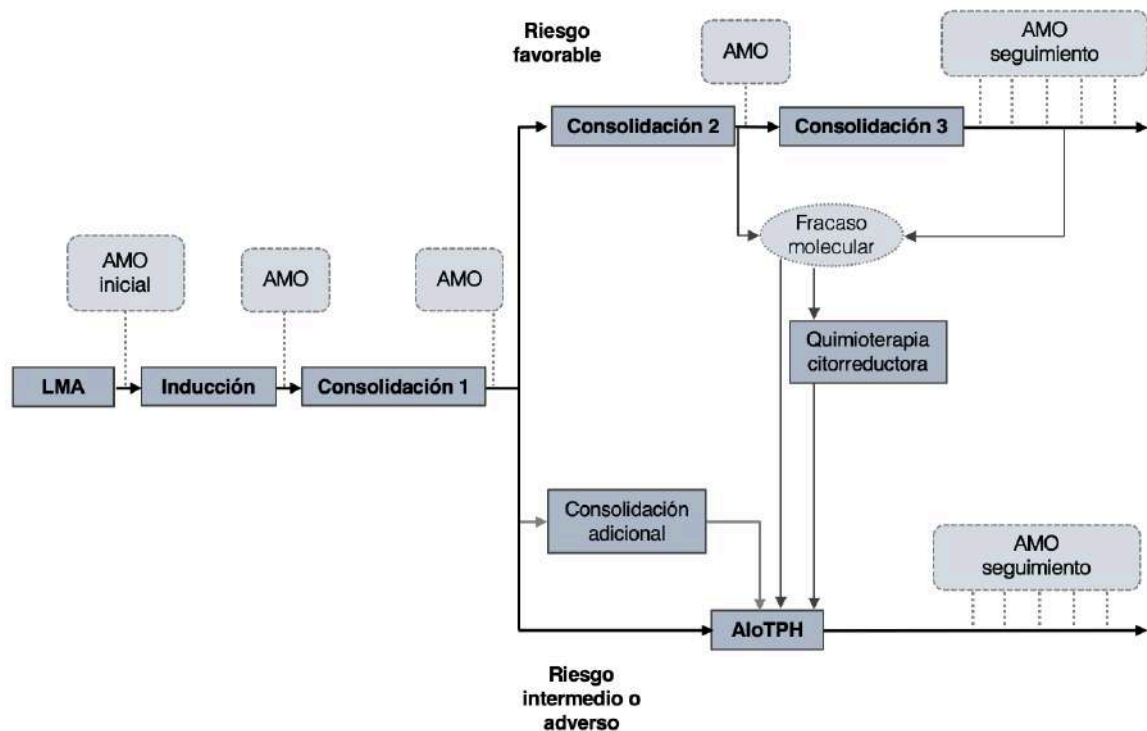 Riesgo
favorable
AMO
AMO
seguimiento
Consolidación 2
Consolidación 3
Fracaso
molecular
AMO
inicial
AMO
AMO
Quimioterapia
citorreductora
LMA
Inducción
Consolidación 1
Consolidación
adicional
AMO
seguimiento
AloTPH
Riesgo
intermedio o
adverso